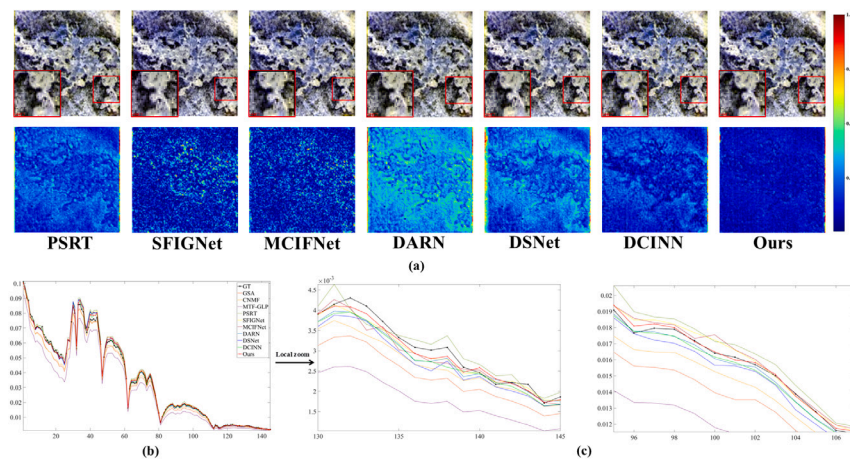 PSRT SFIGNet MCIFNet DARN DSNet DCINN Ours
(a)
0.1
0.09
0.08
0.07
0.06
0.05
0.04
0.03
0.02
0.01
20 40 60 80 100 120 140
GT
GSA
CNMF
MTF-GLP
PSRT
SFIGNet
MCIFNet
DARN
DSNet
DCINN
Ours
(b)
Local zoom
×10⁻³
4.5
4
3.5
3
2.5
2
1.5
130 135 140 145
0.02
0.019
0.018
0.017
0.016
0.015
0.014
0.013
0.012
96 98 100 102 104 106
(c)